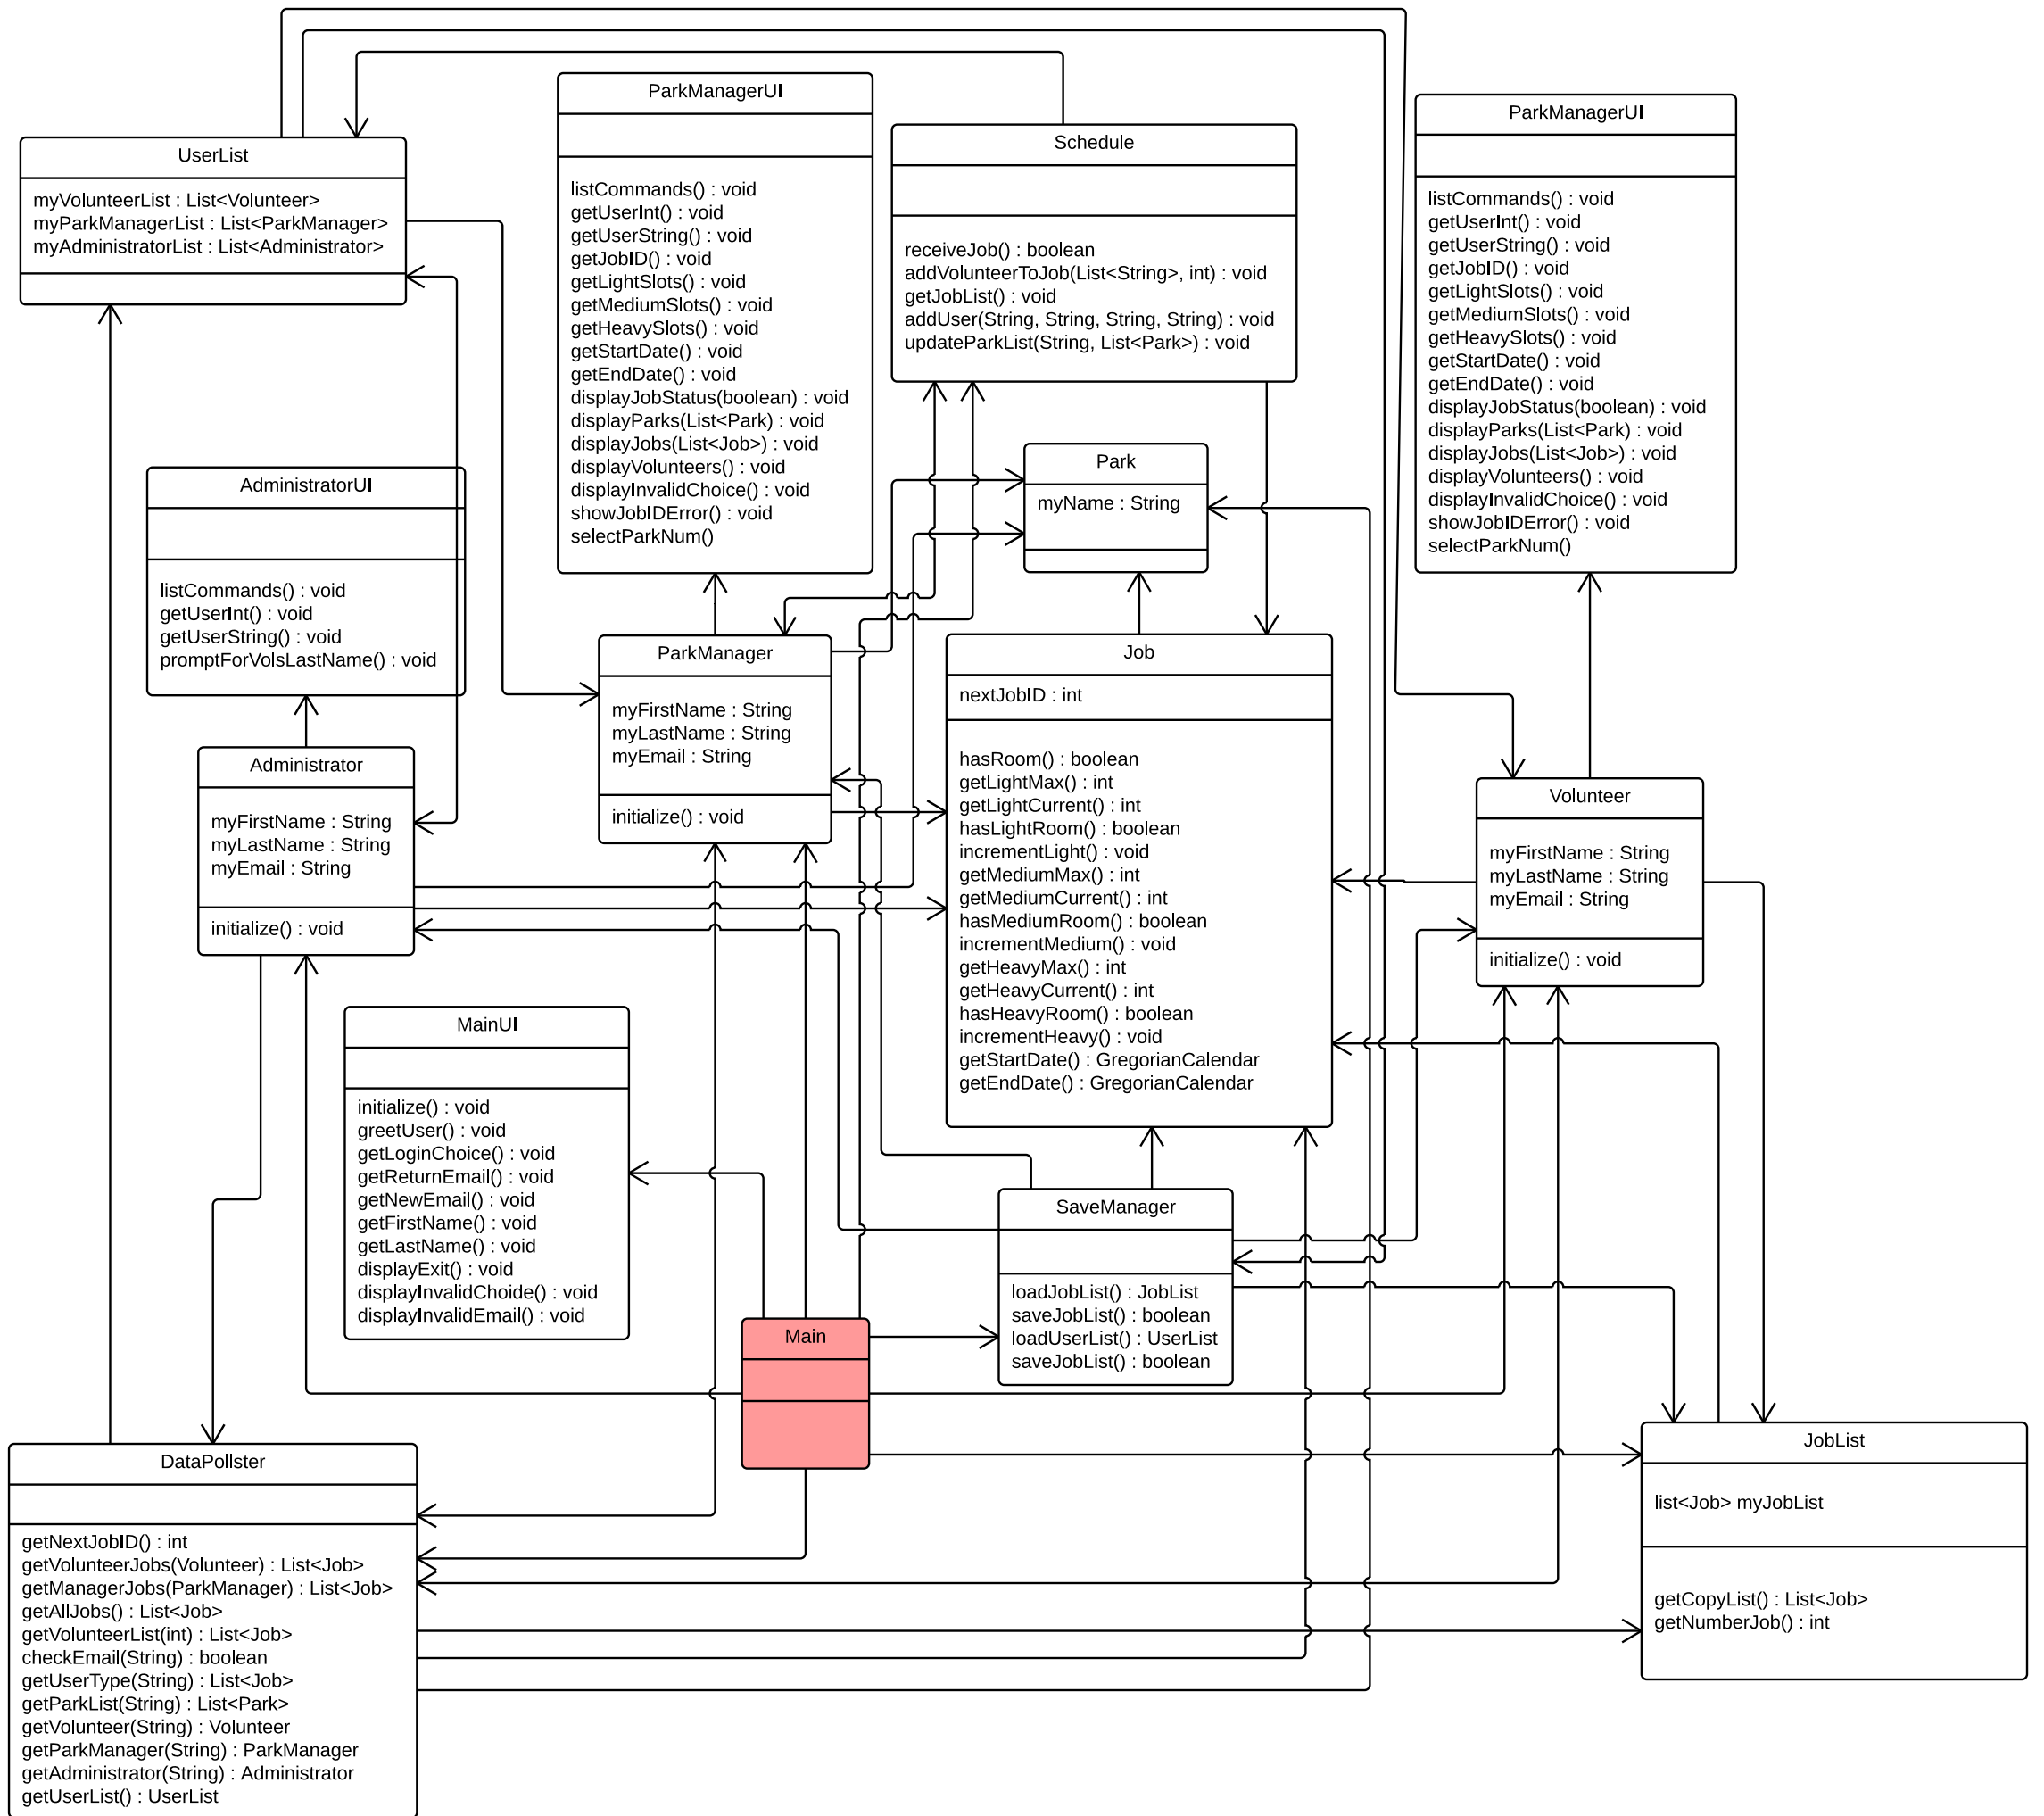 UserList
myVolunteerList : List<Volunteer>
myParkManagerList : List<ParkManager>
myAdministratorList : List<Administrator>
ParkManagerUI
listCommands() : void
getUserInt() : void
getUserString() : void
getJobID() : void
getLightSlots() : void
getMediumSlots() : void
getHeavySlots() : void
getStartDate() : void
getEndDate() : void
displayJobStatus(boolean) : void
displayParks(List<Park) : void
displayJobs(List<Job>) : void
displayVolunteers() : void
displayInvalidChoice() : void
showJobIDError() : void
selectParkNum()
Schedule
receiveJob() : boolean
addVolunteerToJob(List<String>, int) : void
getJobList() : void
addUser(String, String, String, String) : void
updateParkList(String, List<Park>) : void
ParkManagerUI
listCommands() : void
getUserInt() : void
getUserString() : void
getJobID() : void
getLightSlots() : void
getMediumSlots() : void
getHeavySlots() : void
getStartDate() : void
getEndDate() : void
displayJobStatus(boolean) : void
displayParks(List<Park) : void
displayJobs(List<Job>) : void
displayVolunteers() : void
displayInvalidChoice() : void
showJobIDError() : void
selectParkNum()
Park
myName : String
AdministratorUI
listCommands() : void
getUserInt() : void
getUserString() : void
promptForVolsLastName() : void
ParkManager
myFirstName : String
myLastName : String
myEmail : String
initialize() : void
Job
nextJobID : int
hasRoom() : boolean
getLightMax() : int
getLightCurrent() : int
hasLightRoom() : boolean
incrementLight() : void
getMediumMax() : int
getMediumCurrent() : int
hasMediumRoom() : boolean
incrementMedium() : void
getHeavyMax() : int
getHeavyCurrent() : int
hasHeavyRoom() : boolean
incrementHeavy() : void
getStartDate() : GregorianCalendar
getEndDate() : GregorianCalendar
Administrator
myFirstName : String
myLastName : String
myEmail : String
initialize() : void
Volunteer
myFirstName : String
myLastName : String
myEmail : String
initialize() : void
MainUI
initialize() : void
greetUser() : void
getLoginChoice() : void
getReturnEmail() : void
getNewEmail() : void
getFirstName() : void
getLastName() : void
displayExit() : void
displayInvalidChoide() : void
displayInvalidEmail() : void
SaveManager
loadJobList() : JobList
saveJobList() : boolean
loadUserList() : UserList
saveJobList() : boolean
Main
DataPollster
getNextJobID() : int
getVolunteerJobs(Volunteer) : List<Job>
getManagerJobs(ParkManager) : List<Job>
getAllJobs() : List<Job>
getVolunteerList(int) : List<Job>
checkEmail(String) : boolean
getUserType(String) : List<Job>
getParkList(String) : List<Park>
getVolunteer(String) : Volunteer
getParkManager(String) : ParkManager
getAdministrator(String) : Administrator
getUserList() : UserList
JobList
list<Job> myJobList
getCopyList() : List<Job>
getNumberJob() : int